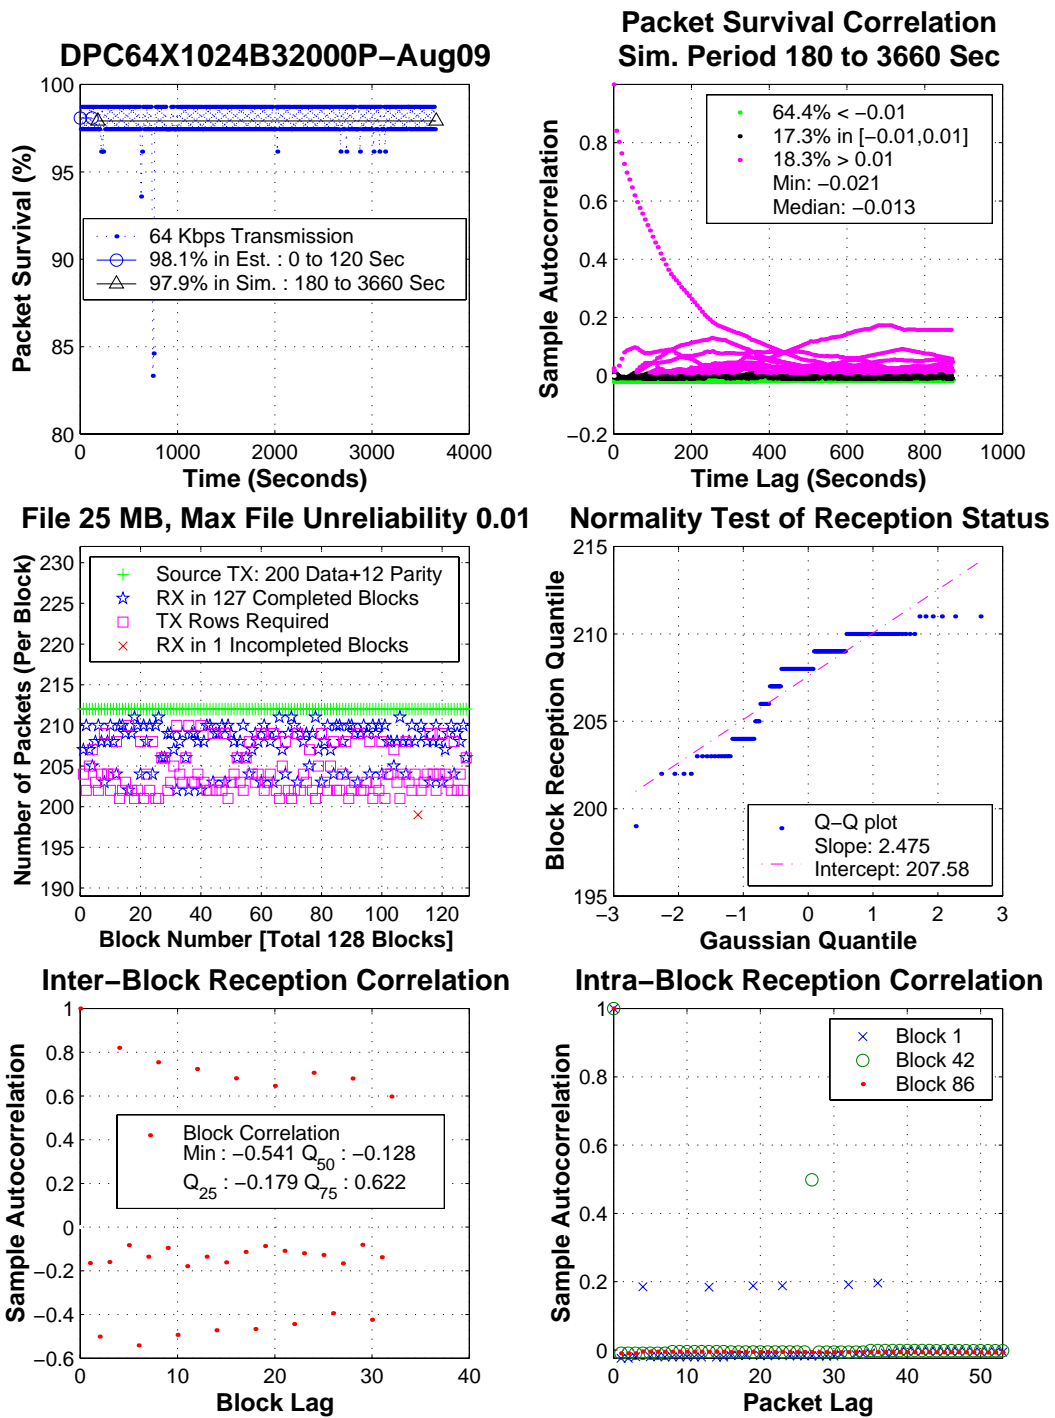 DPC64X1024B32000P−Aug09
100
95
90
85
80
0 1000 2000 3000 4000
Packet Survival (%)
Time (Seconds)
64 Kbps Transmission
98.1% in Est. : 0 to 120 Sec
97.9% in Sim. : 180 to 3660 Sec
Packet Survival Correlation
Sim. Period 180 to 3660 Sec
0.8
0.6
0.4
0.2
0
−0.2
0 200 400 600 800 1000
Sample Autocorrelation
Time Lag (Seconds)
64.4% < −0.01
17.3% in [−0.01,0.01]
18.3% > 0.01
Min: −0.021
Median: −0.013
File 25 MB, Max File Unreliability 0.01
230
225
220
215
210
205
200
195
190
0 20 40 60 80 100 120
Number of Packets (Per Block)
Block Number [Total 128 Blocks]
Source TX: 200 Data+12 Parity
RX in 127 Completed Blocks
TX Rows Required
RX in 1 Incompleted Blocks
Normality Test of Reception Status
215
210
205
200
195
−3 −2 −1 0 1 2 3
Block Reception Quantile
Gaussian Quantile
Q−Q plot
Slope: 2.475
Intercept: 207.58
Inter−Block Reception Correlation
1
0.8
0.6
0.4
0.2
0
−0.2
−0.4
−0.6
0 10 20 30 40
Sample Autocorrelation
Block Lag
Block Correlation
Min : −0.541 Q50 : −0.128
Q25 : −0.179 Q75 : 0.622
Intra−Block Reception Correlation
1
0.8
0.6
0.4
0.2
0
0 10 20 30 40 50
Sample Autocorrelation
Packet Lag
Block 1
Block 42
Block 86